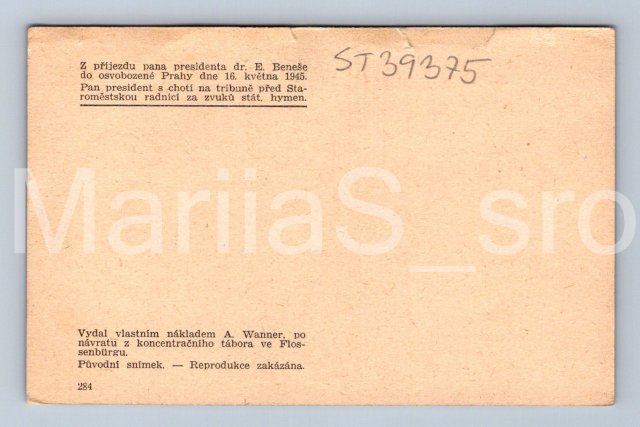 Z příjezdu pana presidenta dr. E. Beneše
do osvobozené Prahy dne 16. května 1945.
Pan president s chotí na tribuně před Sta-
roměstskou radnicí za zvuků stát. hymen.
ST39375
MariiaS_sro
Vydal vlastním nákladem A. Wanner, po
návratu z koncentračního tábora ve Flos-
senbürgu.
Původní snímek. — Reprodukce zakázána.
284